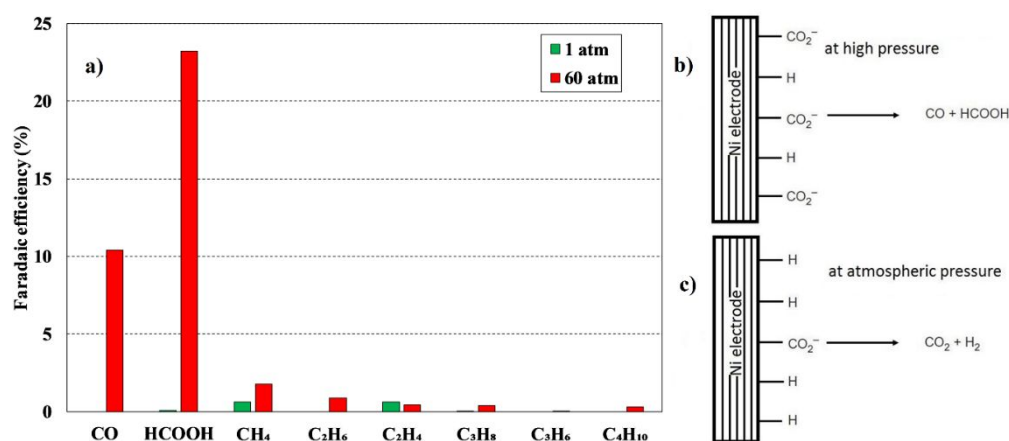 a)
1 atm
60 atm
Faradaic efficiency (%)
25
20
15
10
5
0
CO HCOOH CH₄ C₂H₆ C₂H₄ C₃H₈ C₃H₆ C₄H₁₀
b)
Ni electrode
CO₂⁻
H
CO₂⁻
H
CO₂⁻
at high pressure
CO + HCOOH
c)
Ni electrode
H
H
CO₂⁻
H
H
at atmospheric pressure
CO₂ + H₂